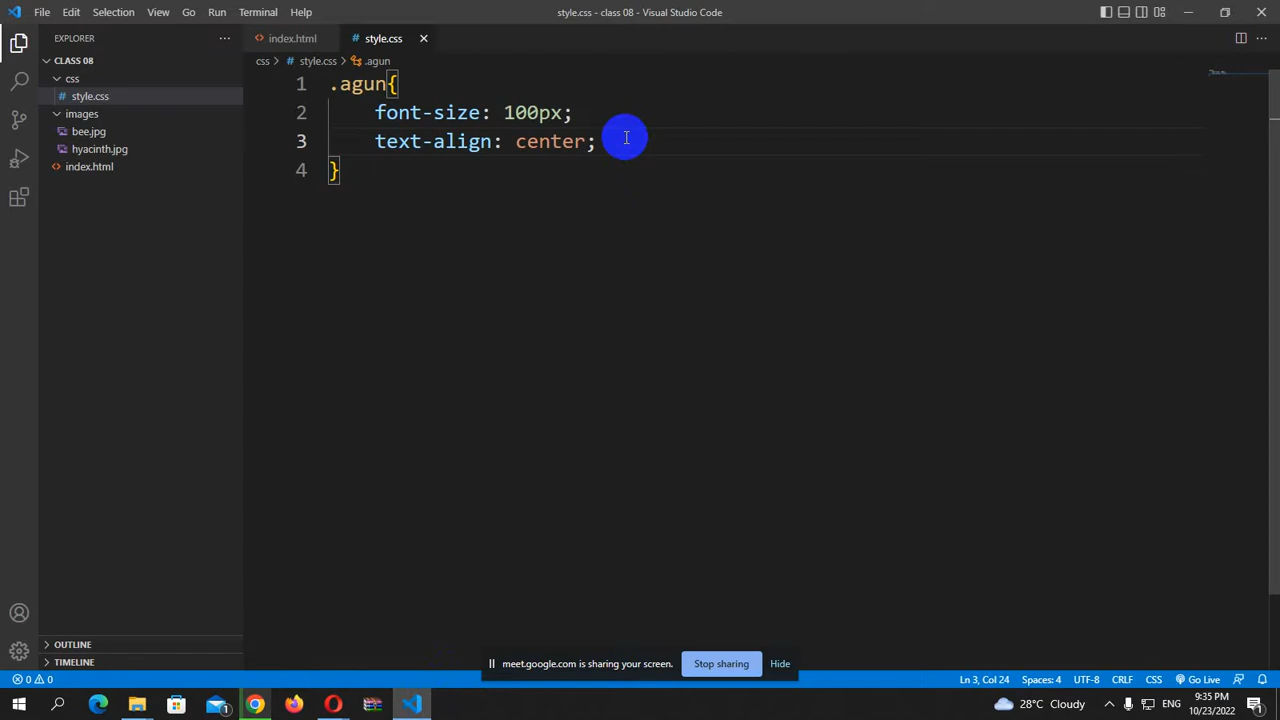 File Edit Selection View Go Run Terminal Help
style.css - class 08 - Visual Studio Code
EXPLORER
CLASS 08
css
style.css
images
bee.jpg
hyacinth.jpg
index.html
OUTLINE
TIMELINE
index.html style.css
css > style.css > .agun
1 .agun{
2 font-size: 100px;
3 text-align: center;
4 }
meet.google.com is sharing your screen. Stop sharing Hide
0 0 Ln 3, Col 24 Spaces: 4 UTF-8 CRLF CSS Go Live
1 28°C Cloudy ENG 9:35 PM 1
10/23/2022